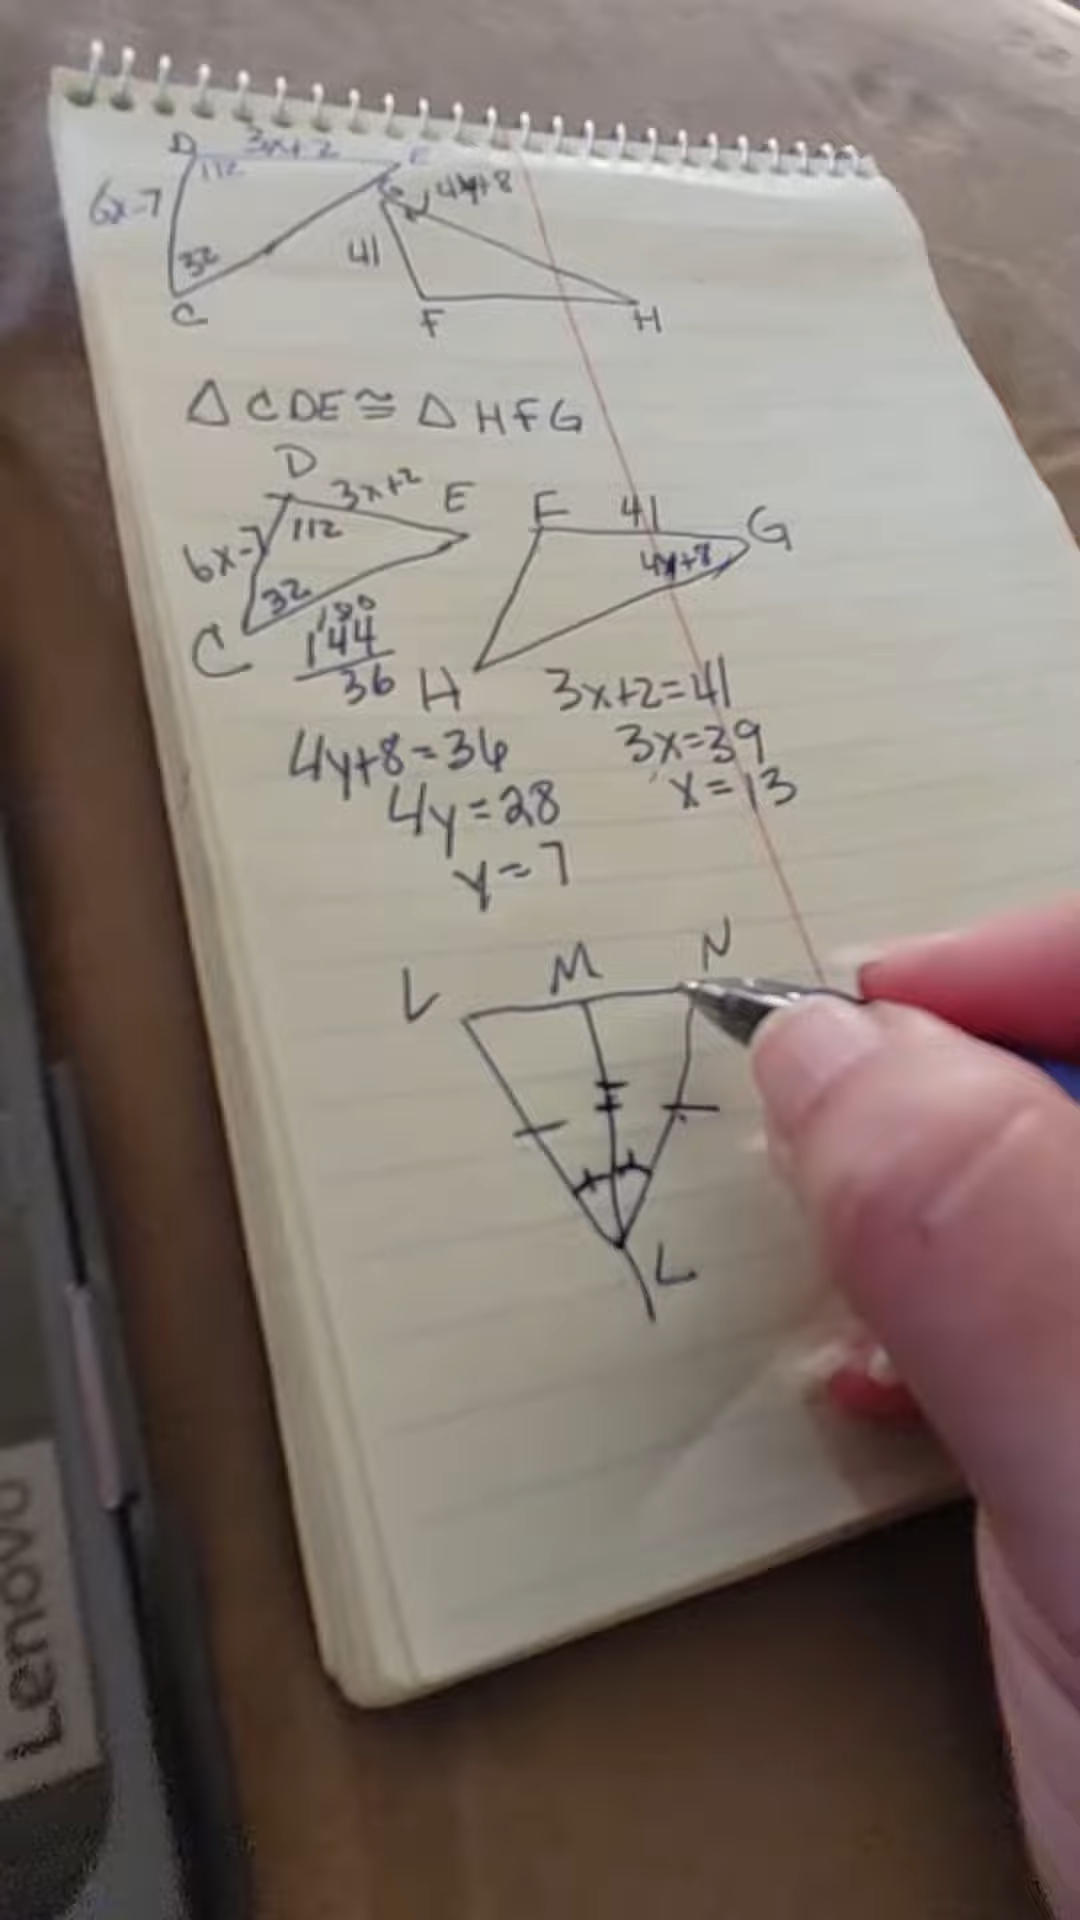 D 3x+2 E
112
6x-7
32
C
G 4y+8
41
F H
△CDE≅△HFG
D 3x+2 E
6x-7 112
32
C
180
144
36
F 41 G
4y+8
H
3x+2=41
3x=39
x=13
4y+8=36
4y=28
y=7
L M N
L
Lenovo